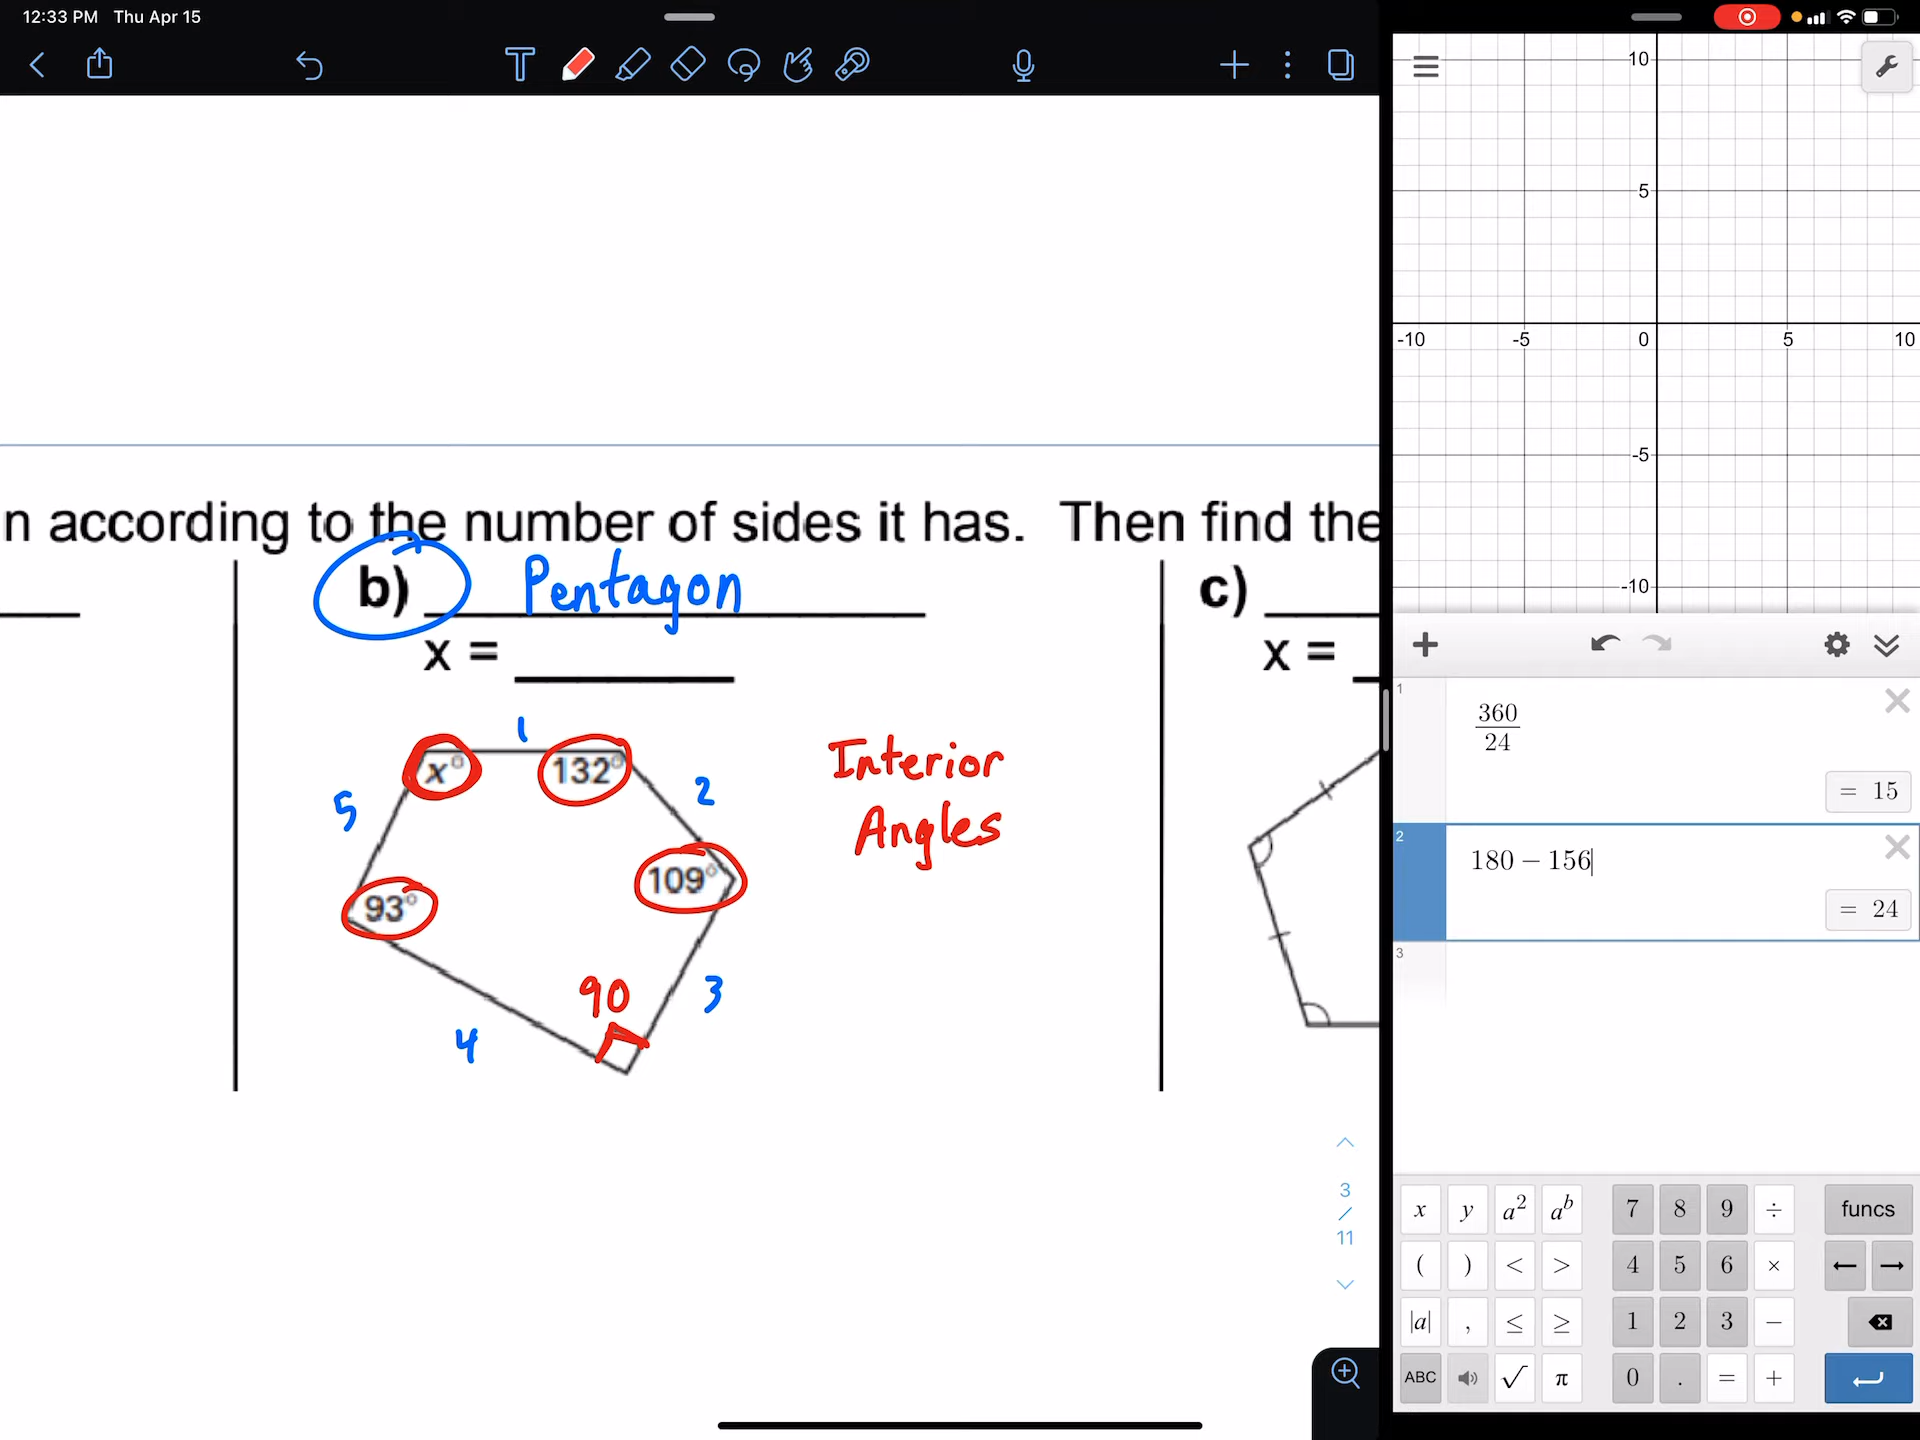 12:33 PM Thu Apr 15
n according to the number of sides it has. Then find the
b) Pentagon
x =
c)
x =
1
2
3
4
5
x°
132°
109°
93°
90
Interior
Angles
3
/
11
10
5
-10 -5 0 5 10
-5
-10
1
360
24
= 15
2
180 − 156
= 24
3
x y a² aᵇ 7 8 9 ÷ funcs
( ) < > 4 5 6 × ← →
|a| , ≤ ≥ 1 2 3 −
ABC √ π 0 . = +